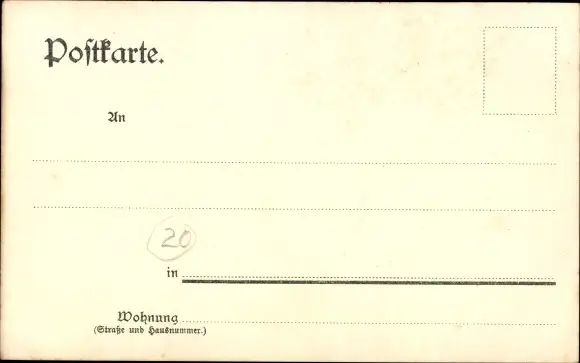 Postkarte.
An
20
in
Wohnung
(Straße und Hausnummer.)